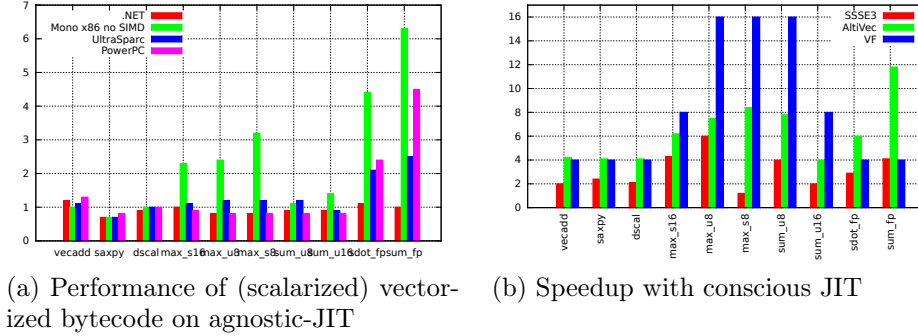 .NET
Mono x86 no SIMD
UltraSparc
PowerPC
7
6
5
4
3
2
1
0
vecadd saxpy dscal max_s16 max_u8 max_s8 sum_u8 sum_u16 sdot_fp sum_fp
(a) Performance of (scalarized) vector-
ized bytecode on agnostic-JIT
SSSE3
AltiVec
VF
16
14
12
10
8
6
4
2
vecadd
saxpy
dscal
max_s16
max_u8
max_s8
sum_u8
sum_u16
sdot_fp
sum_fp
(b) Speedup with conscious JIT